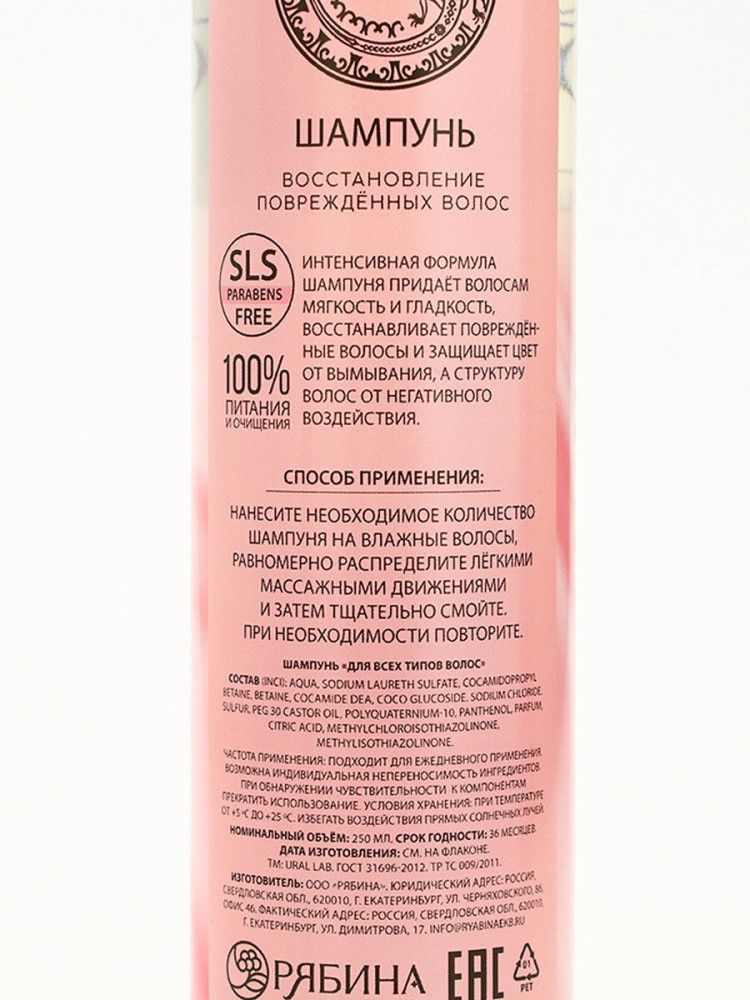 ШАМПУНЬ
ВОССТАНОВЛЕНИЕ
ПОВРЕЖДЁННЫХ ВОЛОС
SLS
PARABENS
FREE
100%
ПИТАНИЯ
И ОЧИЩЕНИЯ
ИНТЕНСИВНАЯ ФОРМУЛА
ШАМПУНЯ ПРИДАЁТ ВОЛОСАМ
МЯГКОСТЬ И ГЛАДКОСТЬ,
ВОССТАНАВЛИВАЕТ ПОВРЕЖДЁН-
НЫЕ ВОЛОСЫ И ЗАЩИЩАЕТ ЦВЕТ
ОТ ВЫМЫВАНИЯ, А СТРУКТУРУ
ВОЛОС ОТ НЕГАТИВНОГО
ВОЗДЕЙСТВИЯ.
СПОСОБ ПРИМЕНЕНИЯ:
НАНЕСИТЕ НЕОБХОДИМОЕ КОЛИЧЕСТВО
ШАМПУНЯ НА ВЛАЖНЫЕ ВОЛОСЫ,
РАВНОМЕРНО РАСПРЕДЕЛИТЕ ЛЁГКИМИ
МАССАЖНЫМИ ДВИЖЕНИЯМИ
И ЗАТЕМ ТЩАТЕЛЬНО СМОЙТЕ.
ПРИ НЕОБХОДИМОСТИ ПОВТОРИТЕ.
ШАМПУНЬ «ДЛЯ ВСЕХ ТИПОВ ВОЛОС»
СОСТАВ (INCI): AQUA, SODIUM LAURETH SULFATE, COCAMIDOPROPYL
BETAINE, BETAINE, COCAMIDE DEA, COCO GLUCOSIDE. SODIUM CHLORIDE.
SULFUR, PEG 30 CASTOR OIL, POLYQUATERNIUM-10, PANTHENOL, PARFUM,
CITRIC ACID, METHYLCHLOROISOTHIAZOLINONE,
METHYLISOTHIAZOLINONE.
ЧАСТОТА ПРИМЕНЕНИЯ: ПОДХОДИТ ДЛЯ ЕЖЕДНЕВНОГО ПРИМЕНЕНИЯ.
ВОЗМОЖНА ИНДИВИДУАЛЬНАЯ НЕПЕРЕНОСИМОСТЬ ИНГРЕДИЕНТОВ.
ПРИ ОБНАРУЖЕНИИ ЧУВСТВИТЕЛЬНОСТИ К КОМПОНЕНТАМ
ПРЕКРАТИТЬ ИСПОЛЬЗОВАНИЕ. УСЛОВИЯ ХРАНЕНИЯ: ПРИ ТЕМПЕРАТУРЕ
ОТ +5 ºС ДО +25 ºС. ИЗБЕГАТЬ ВОЗДЕЙСТВИЯ ПРЯМЫХ СОЛНЕЧНЫХ ЛУЧЕЙ.
НОМИНАЛЬНЫЙ ОБЪЁМ: 250 МЛ. СРОК ГОДНОСТИ: 36 МЕСЯЦЕВ.
ДАТА ИЗГОТОВЛЕНИЯ: СМ. НА ФЛАКОНЕ.
ТМ: URAL LAB. ГОСТ 31696-2012. ТР ТС 009/2011.
ИЗГОТОВИТЕЛЬ: ООО «РЯБИНА». ЮРИДИЧЕСКИЙ АДРЕС: РОССИЯ,
СВЕРДЛОВСКАЯ ОБЛ., 620010, Г. ЕКАТЕРИНБУРГ, УЛ. ЧЕРНЯХОВСКОГО, 86,
ОФИС 46. ФАКТИЧЕСКИЙ АДРЕС: РОССИЯ, СВЕРДЛОВСКАЯ ОБЛ., 620010,
Г. ЕКАТЕРИНБУРГ, УЛ. ДИМИТРОВА, 17. INFO@RYABINAEKB.RU
РЯБИНА EAC 01
PET